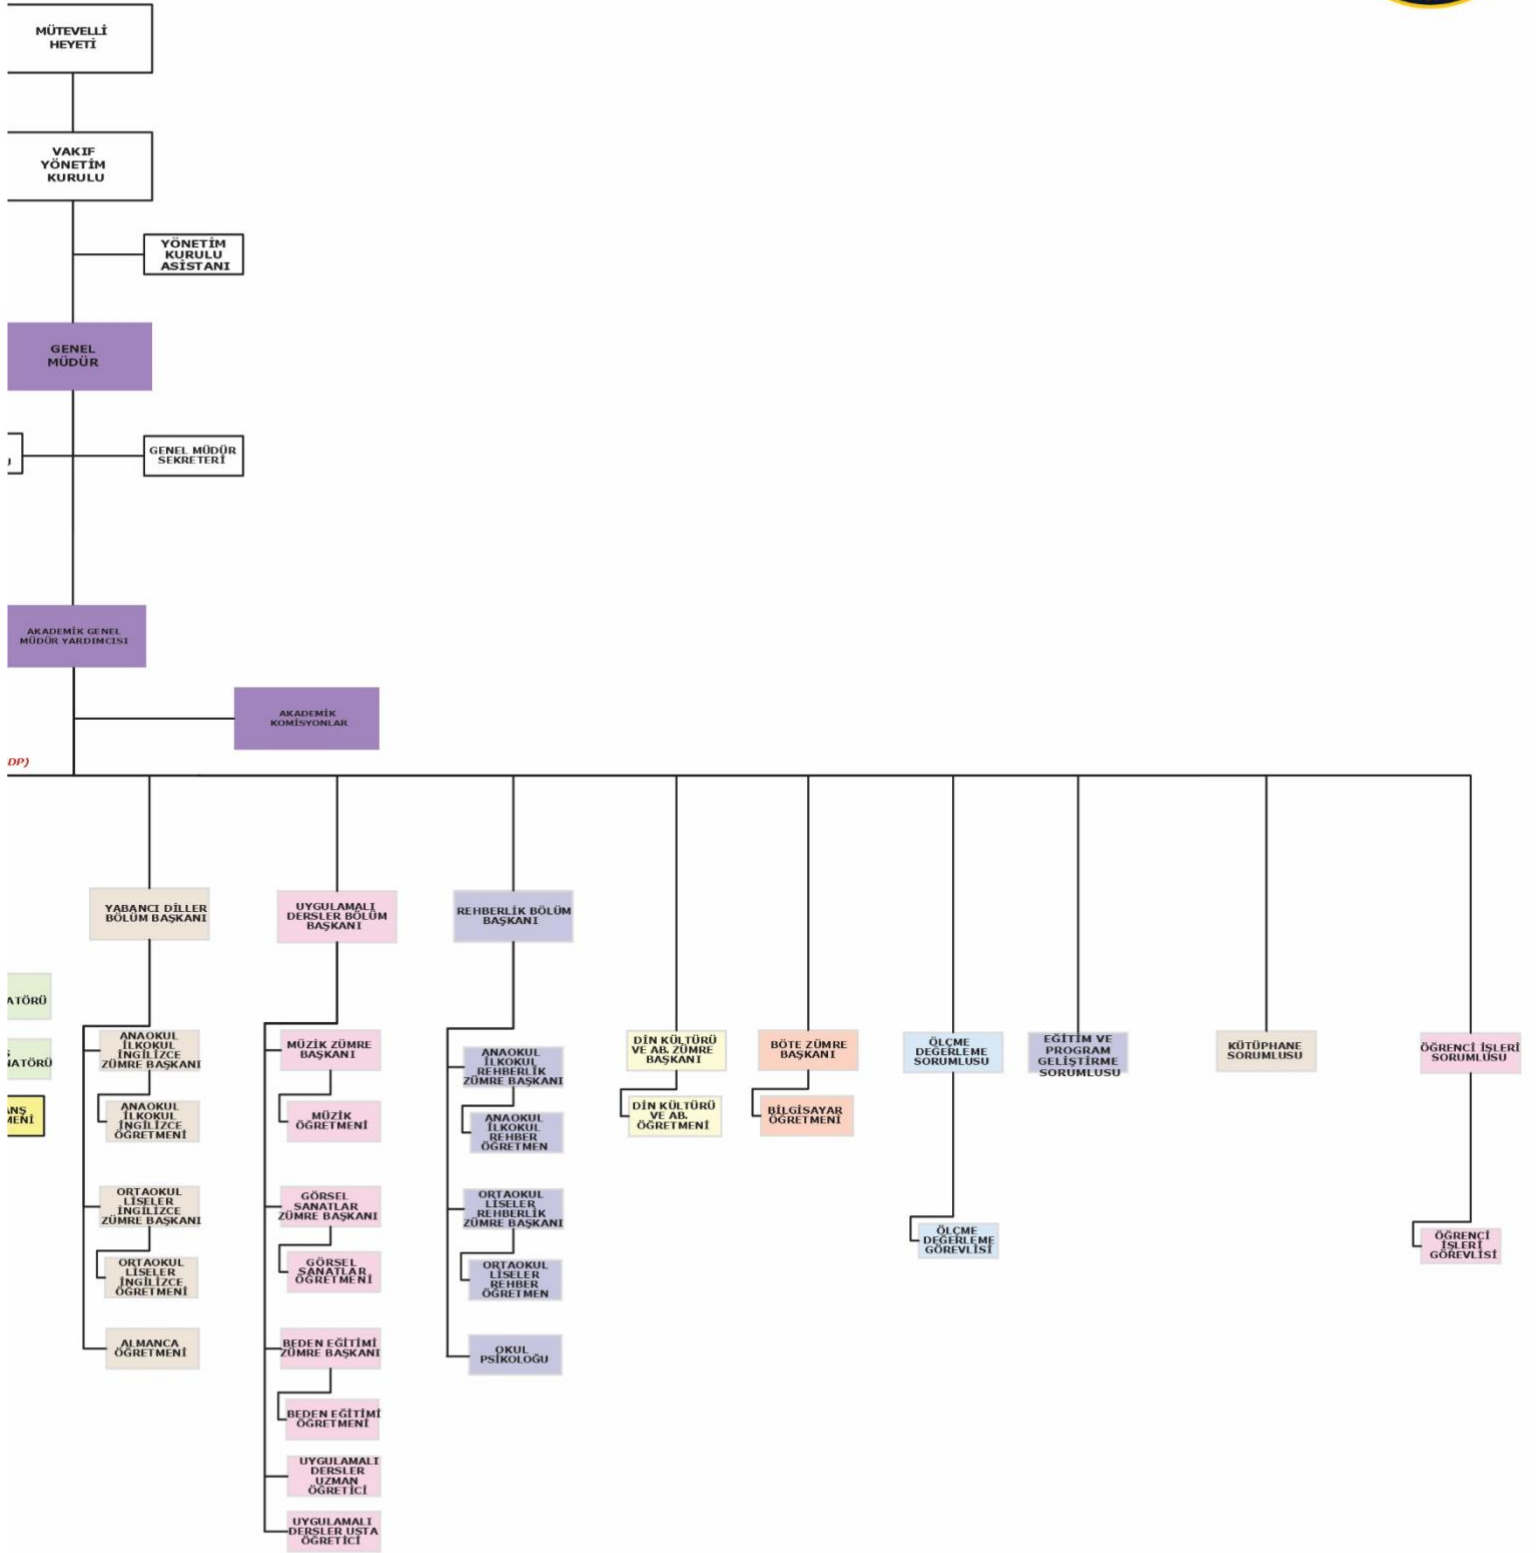 MÜTEVELLİ
HEYETİ
VAKIF
YÖNETİM
KURULU
YÖNETİM
KURULU
ASİSTANI
GENEL
MÜDÜR
GENEL MÜDÜR
SEKRETERİ
AKADEMİK GENEL
MÜDÜR YARDIMCISI
AKADEMİK
KOMİSYONLAR
DP)
YABANCI DİLLER
BÖLÜM BAŞKANI
UYGULAMALI
DERSLER BÖLÜM
BAŞKANI
REHBERLİK BÖLÜM
BAŞKANI
ATÖRÜ
NATÖRÜ
ANŞ
MENİ
ANAOKUL
İLKOKUL
İNGİLİZCE
ZÜMRE BAŞKANI
ANAOKUL
İLKOKUL
İNGİLİZCE
ÖĞRETMENİ
ORTAOKUL
LİSELER
İNGİLİZCE
ZÜMRE BAŞKANI
ORTAOKUL
LİSELER
İNGİLİZCE
ÖĞRETMENİ
ALMANCA
ÖĞRETMENİ
MÜZİK ZÜMRE
BAŞKANI
MÜZİK
ÖĞRETMENİ
GÖRSEL
SANATLAR
ZÜMRE BAŞKANI
GÖRSEL
SANATLAR
ÖĞRETMENİ
BEDEN EĞİTİMİ
ZÜMRE BAŞKANI
BEDEN EĞİTİMİ
ÖĞRETMENİ
UYGULAMALI
DERSLER
UZMAN
ÖĞRETİCİ
UYGULAMALI
DERSLER USTA
ÖĞRETİCİ
ANAOKUL
İLKOKUL
REHBERLİK
ZÜMRE BAŞKANI
ANAOKUL
İLKOKUL
REHBER
ÖĞRETMEN
ORTAOKUL
LİSELER
REHBERLİK
ZÜMRE BAŞKANI
ORTAOKUL
LİSELER
REHBER
ÖĞRETMEN
OKUL
PSİKOLOĞU
DİN KÜLTÜRÜ
VE AB. ZÜMRE
BAŞKANI
DİN KÜLTÜRÜ
VE AB.
ÖĞRETMENİ
BÖTE ZÜMRE
BAŞKANI
BİLGİSAYAR
ÖĞRETMENİ
ÖLÇME
DEĞERLEME
SORUMLUSU
ÖLÇME
DEĞERLEME
GÖREVLİSİ
EĞİTİM VE
PROGRAM
GELİŞTİRME
SORUMLUSU
KÜTÜPHANE
SORUMLUSU
ÖĞRENCİ İŞLERİ
SORUMLUSU
ÖĞRENCİ
İŞLERİ
GÖREVLİSİ